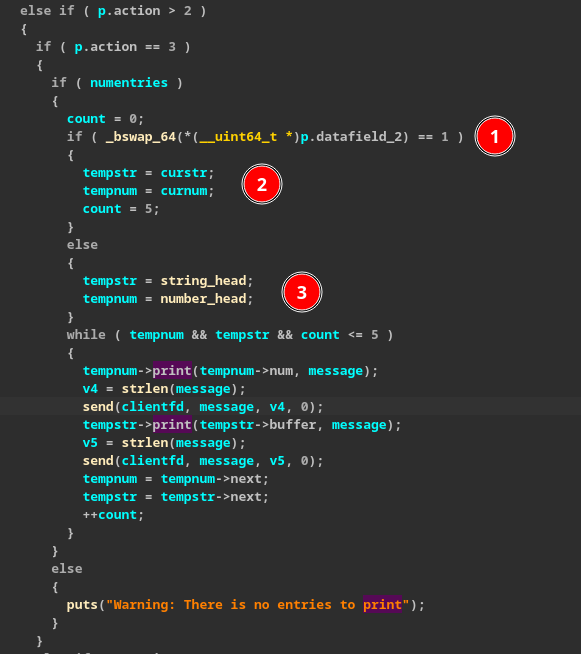 else if ( p.action > 2 )
{
if ( p.action == 3 )
{
if ( numentries )
{
count = 0;
if ( _bswap_64(*(__uint64_t *)p.datafield_2) == 1 ) 1
{
tempstr = curstr; 2
tempnum = curnum;
count = 5;
}
else
{
tempstr = string_head; 3
tempnum = number_head;
}
while ( tempnum && tempstr && count <= 5 )
{
tempnum->print(tempnum->num, message);
v4 = strlen(message);
send(clientfd, message, v4, 0);
tempstr->print(tempstr->buffer, message);
v5 = strlen(message);
send(clientfd, message, v5, 0);
tempnum = tempnum->next;
tempstr = tempstr->next;
++count;
}
}
else
{
puts("Warning: There is no entries to print");
}
}